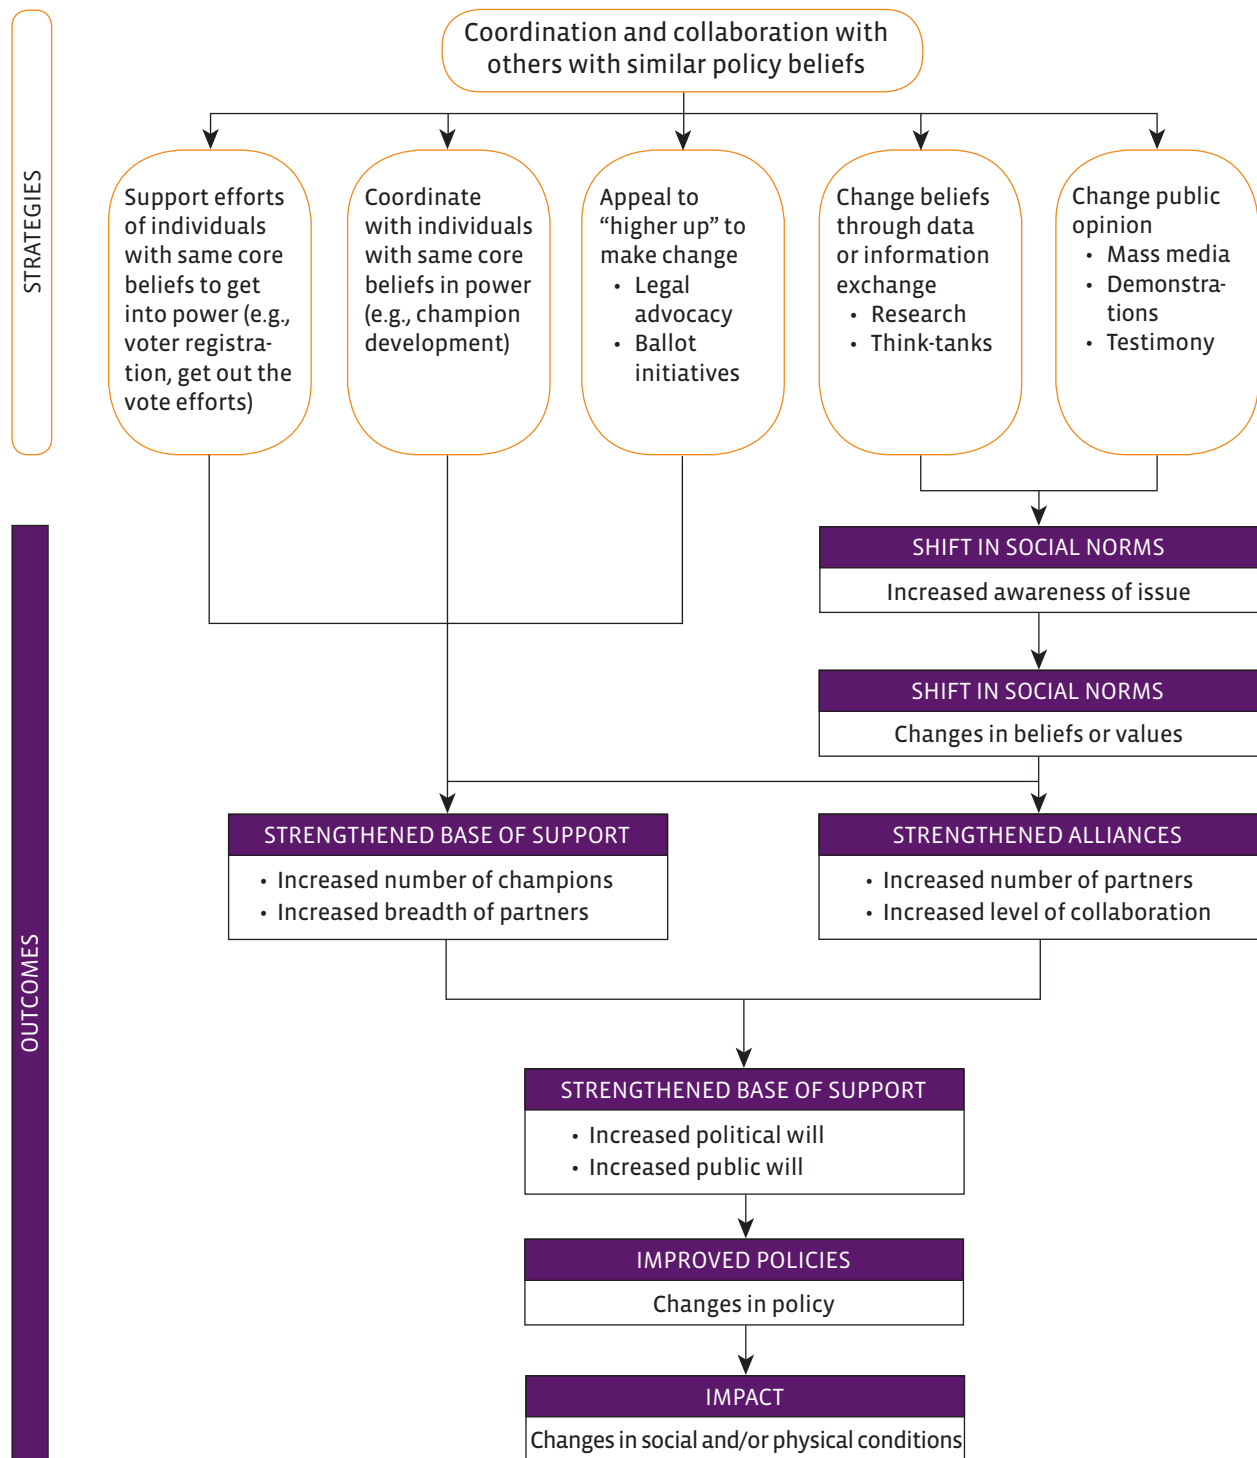 Coordination and collaboration with
others with similar policy beliefs
STRATEGIES
Support efforts
of individuals
with same core
beliefs to get
into power (e.g.,
voter registra-
tion, get out the
vote efforts)
Coordinate
with individuals
with same core
beliefs in power
(e.g., champion
development)
Appeal to
“higher up” to
make change
• Legal
advocacy
• Ballot
initiatives
Change beliefs
through data
or information
exchange
• Research
• Think-tanks
Change public
opinion
• Mass media
• Demonstra-
tions
• Testimony
OUTCOMES
SHIFT IN SOCIAL NORMS
Increased awareness of issue
SHIFT IN SOCIAL NORMS
Changes in beliefs or values
STRENGTHENED BASE OF SUPPORT
• Increased number of champions
• Increased breadth of partners
STRENGTHENED ALLIANCES
• Increased number of partners
• Increased level of collaboration
STRENGTHENED BASE OF SUPPORT
• Increased political will
• Increased public will
IMPROVED POLICIES
Changes in policy
IMPACT
Changes in social and/or physical conditions